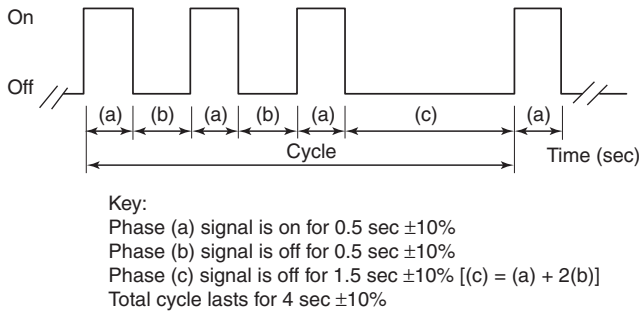 On
Off
(a) (b) (a) (b) (a) (c) (a)
Cycle
Time (sec)
Key:
Phase (a) signal is on for 0.5 sec ±10%
Phase (b) signal is off for 0.5 sec ±10%
Phase (c) signal is off for 1.5 sec ±10% [(c) = (a) + 2(b)]
Total cycle lasts for 4 sec ±10%